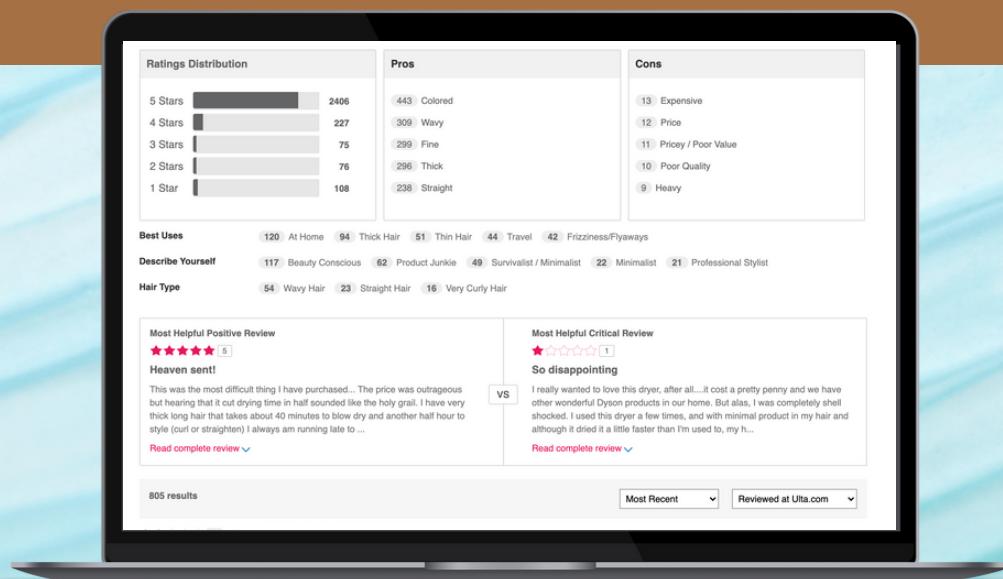 Ratings Distribution
5 Stars 2406
4 Stars 227
3 Stars 75
2 Stars 76
1 Star 108
Pros
443 Colored
309 Wavy
299 Fine
296 Thick
238 Straight
Cons
13 Expensive
12 Price
11 Pricey / Poor Value
10 Poor Quality
9 Heavy
Best Uses 120 At Home 94 Thick Hair 51 Thin Hair 44 Travel 42 Frizziness/Flyaways
Describe Yourself 117 Beauty Conscious 62 Product Junkie 49 Survivalist / Minimalist 22 Minimalist 21 Professional Stylist
Hair Type 54 Wavy Hair 23 Straight Hair 16 Very Curly Hair
Most Helpful Positive Review
5
Heaven sent!
This was the most difficult thing I have purchased... The price was outrageous
but hearing that it cut drying time in half sounded like the holy grail. I have very
thick long hair that takes about 40 minutes to blow dry and another half hour to
style (curl or straighten) I always am running late to ...
Read complete review
VS
Most Helpful Critical Review
1
So disappointing
I really wanted to love this dryer, after all....it cost a pretty penny and we have
other wonderful Dyson products in our home. But alas, I was completely shell
shocked. I used this dryer a few times, and with minimal product in my hair and
although it dried it a little faster than I'm used to, my h...
Read complete review
805 results
Most Recent
Reviewed at Ulta.com